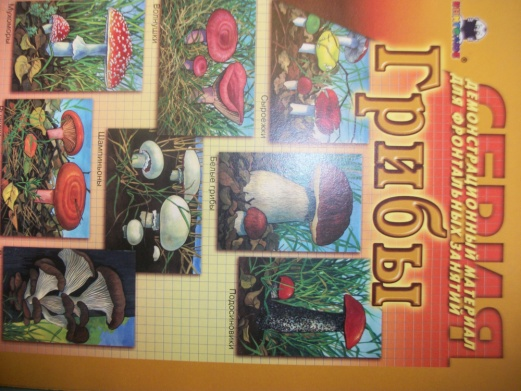 СЕРИЯ
ДЕМОНСТРАЦИОННЫЙ МАТЕРИАЛ
ДЛЯ ФРОНТАЛЬНЫХ ЗАНЯТИЙ
Грибы
Сыроежки
Подосиновики
Волнушки
Белые грибы
Мухоморы
Шампиньоны